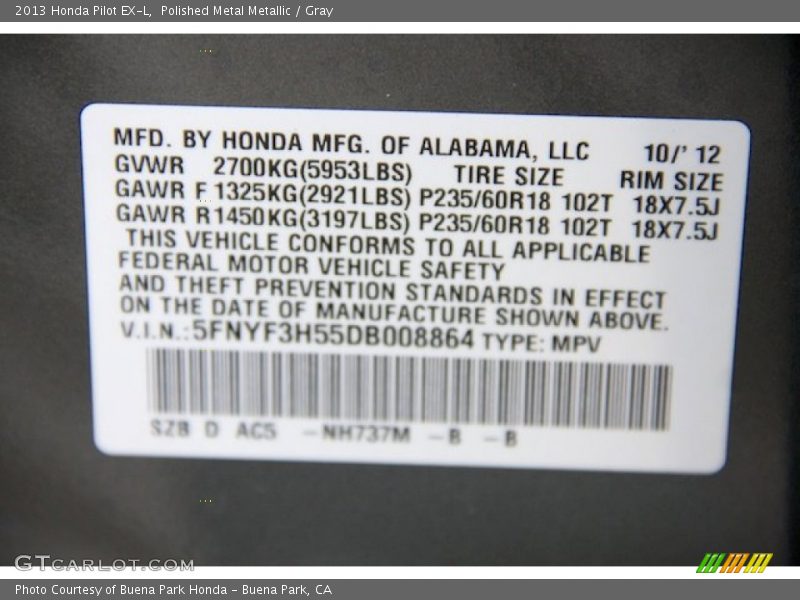 2013 Honda Pilot EX-L, Polished Metal Metallic / Gray
MFD. BY HONDA MFG. OF ALABAMA, LLC 10/' 12
GVWR 2700KG(5953LBS) TIRE SIZE RIM SIZE
GAWR F 1325KG(2921LBS) P235/60R18 102T 18X7.5J
GAWR R1450KG(3197LBS) P235/60R18 102T 18X7.5J
THIS VEHICLE CONFORMS TO ALL APPLICABLE
FEDERAL MOTOR VEHICLE SAFETY
AND THEFT PREVENTION STANDARDS IN EFFECT
ON THE DATE OF MANUFACTURE SHOWN ABOVE.
V.I.N.:5FNYF3H55DB008864 TYPE: MPV
SZB D AC5 -NH737M -B -B
GTCARLOT.COM
Photo Courtesy of Buena Park Honda - Buena Park, CA